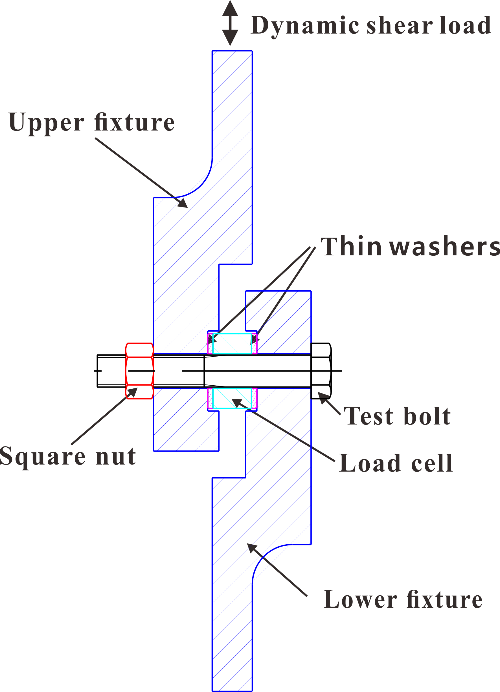 Dynamic shear load
Upper fixture
Thin washers
Test bolt
Square nut
Load cell
Lower fixture